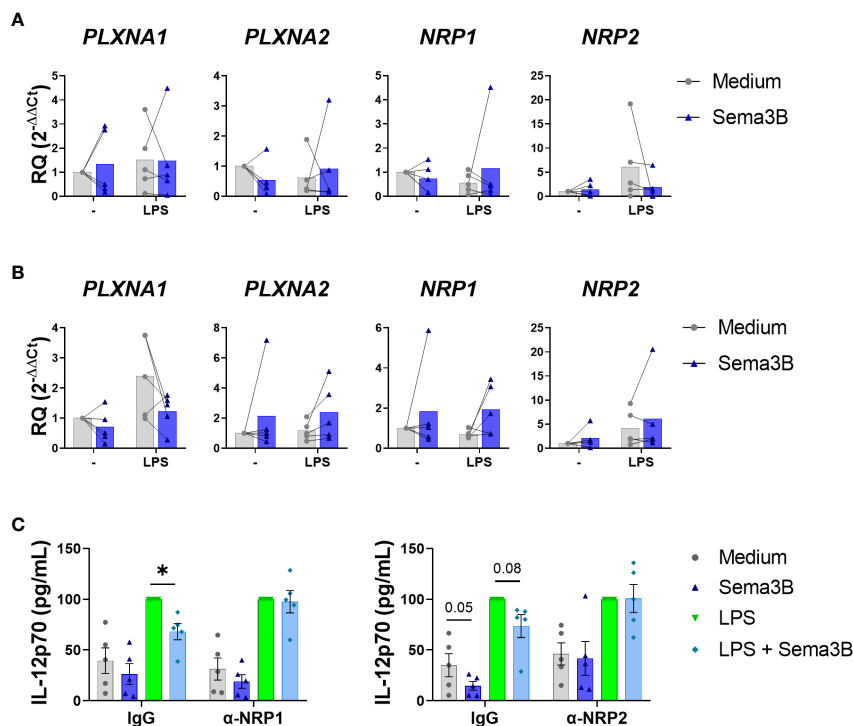 A
PLXNA1 PLXNA2 NRP1 NRP2
RQ (2^-ΔΔCt)
5
4
3
2
1
0
- LPS
5
4
3
2
1
0
- LPS
5
4
3
2
1
0
- LPS
25
20
15
10
5
0
- LPS
Medium
Sema3B
B
PLXNA1 PLXNA2 NRP1 NRP2
RQ (2^-ΔΔCt)
4
3
2
1
0
- LPS
8
6
4
2
0
- LPS
6
4
2
0
- LPS
25
20
15
10
5
0
- LPS
Medium
Sema3B
C
IL-12p70 (pg/mL)
150
100
50
0
*
IgG α-NRP1
IL-12p70 (pg/mL)
150
100
50
0
0.05
0.08
IgG α-NRP2
Medium
Sema3B
LPS
LPS + Sema3B